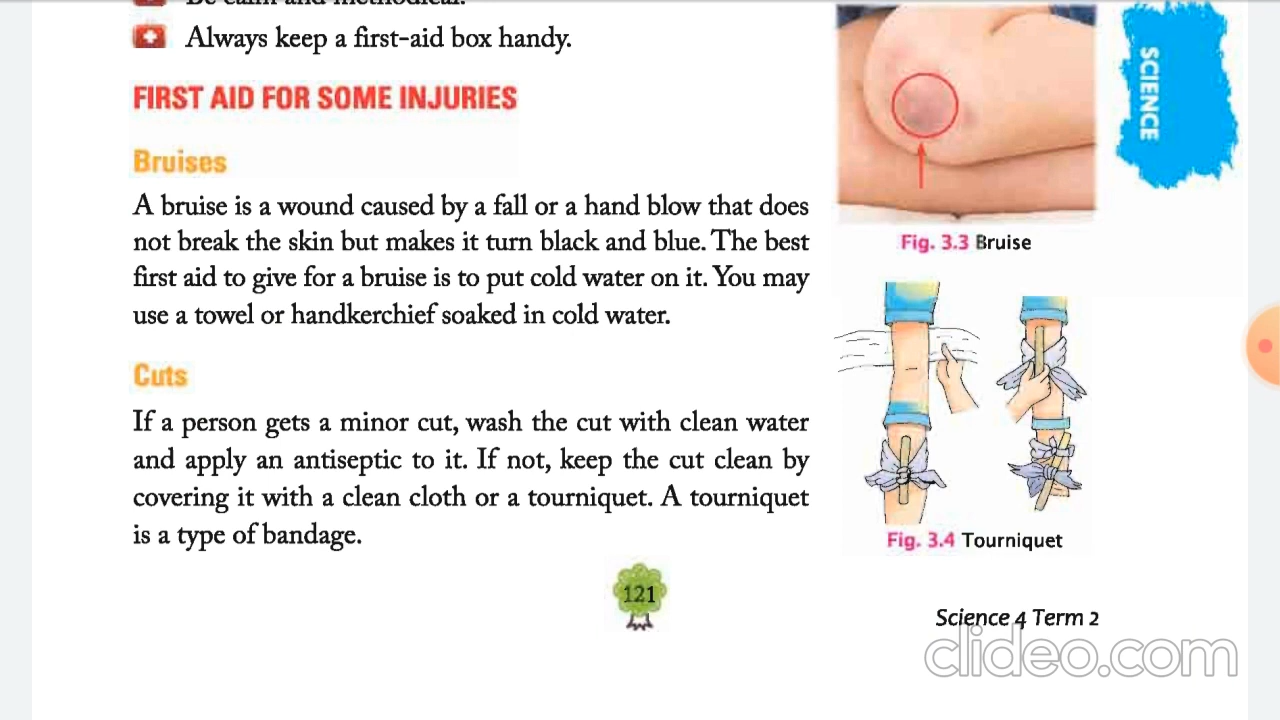 Be calm and methodical.
Always keep a first-aid box handy.
FIRST AID FOR SOME INJURIES
Bruises
A bruise is a wound caused by a fall or a hand blow that does
not break the skin but makes it turn black and blue. The best
first aid to give for a bruise is to put cold water on it. You may
use a towel or handkerchief soaked in cold water.
Cuts
If a person gets a minor cut, wash the cut with clean water
and apply an antiseptic to it. If not, keep the cut clean by
covering it with a clean cloth or a tourniquet. A tourniquet
is a type of bandage.
SCIENCE
Fig. 3.3 Bruise
Fig. 3.4 Tourniquet
121
Science 4 Term 2
clideo.com